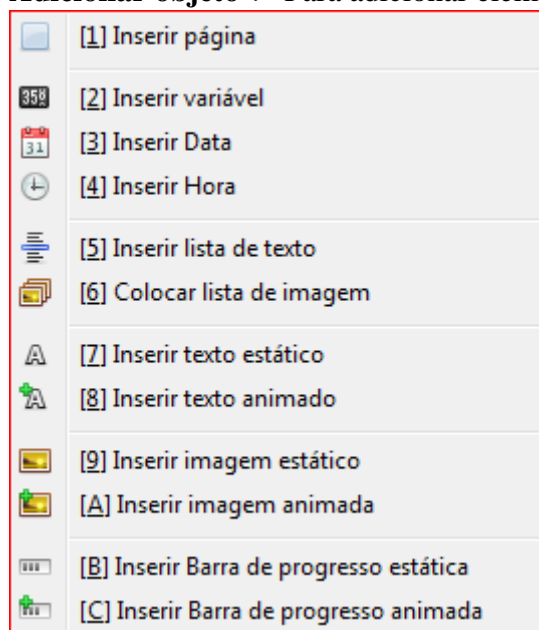 [1] Inserir página
[2] Inserir variável
[3] Inserir Data
[4] Inserir Hora
[5] Inserir lista de texto
[6] Colocar lista de imagem
[7] Inserir texto estático
[8] Inserir texto animado
[9] Inserir imagem estático
[A] Inserir imagem animada
[B] Inserir Barra de progresso estática
[C] Inserir Barra de progresso animada